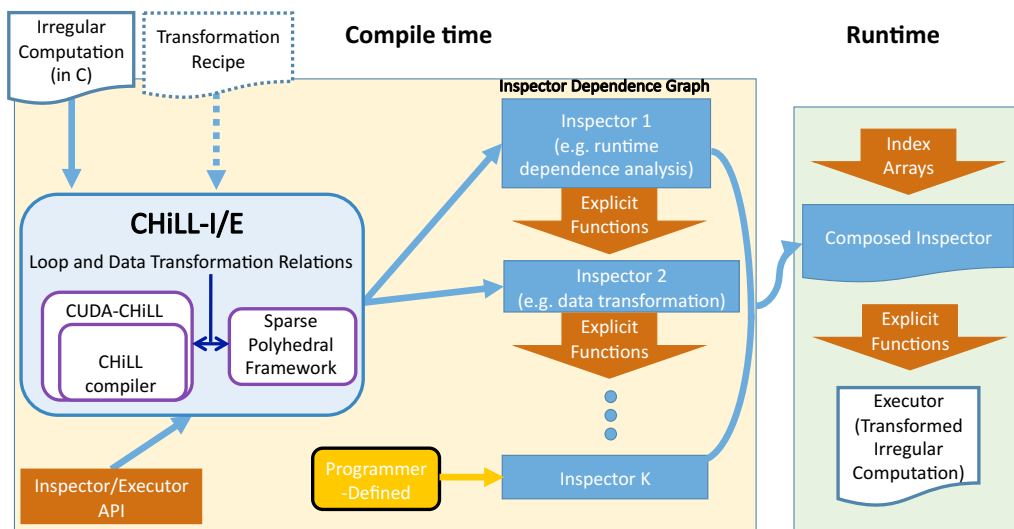 Irregular
Computation
(in C)
Transformation
Recipe
Compile time
Runtime
Inspector Dependence Graph
Inspector 1
(e.g. runtime
dependence analysis)
Explicit
Functions
Inspector 2
(e.g. data transformation)
Explicit
Functions
Inspector K
Programmer
-Defined
CHiLL-I/E
Loop and Data Transformation Relations
CUDA-CHiLL
CHiLL
compiler
Sparse
Polyhedral
Framework
Inspector/Executor
API
Index
Arrays
Composed Inspector
Explicit
Functions
Executor
(Transformed
Irregular
Computation)